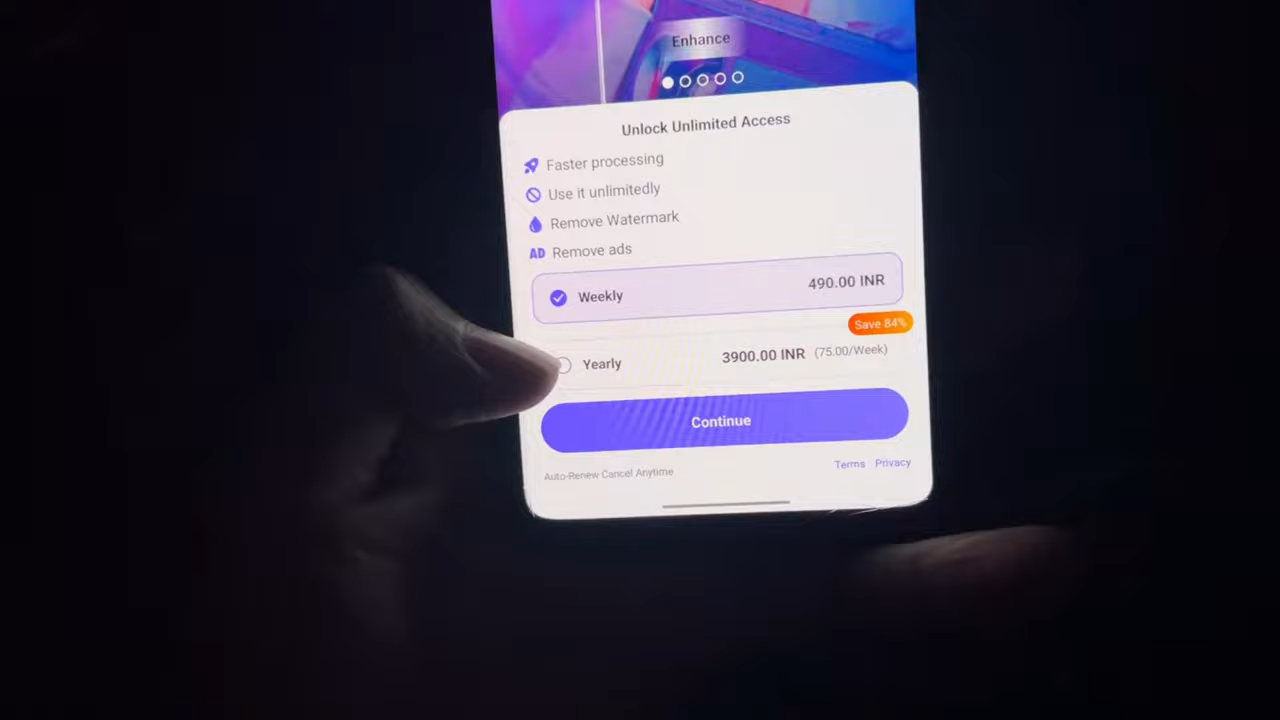 Enhance
Unlock Unlimited Access
Faster processing
Use it unlimitedly
Remove Watermark
AD Remove ads
Weekly 490.00 INR
Save 84%
Yearly 3900.00 INR (75.00/Week)
Continue
Auto-Renew Cancel Anytime
Terms Privacy